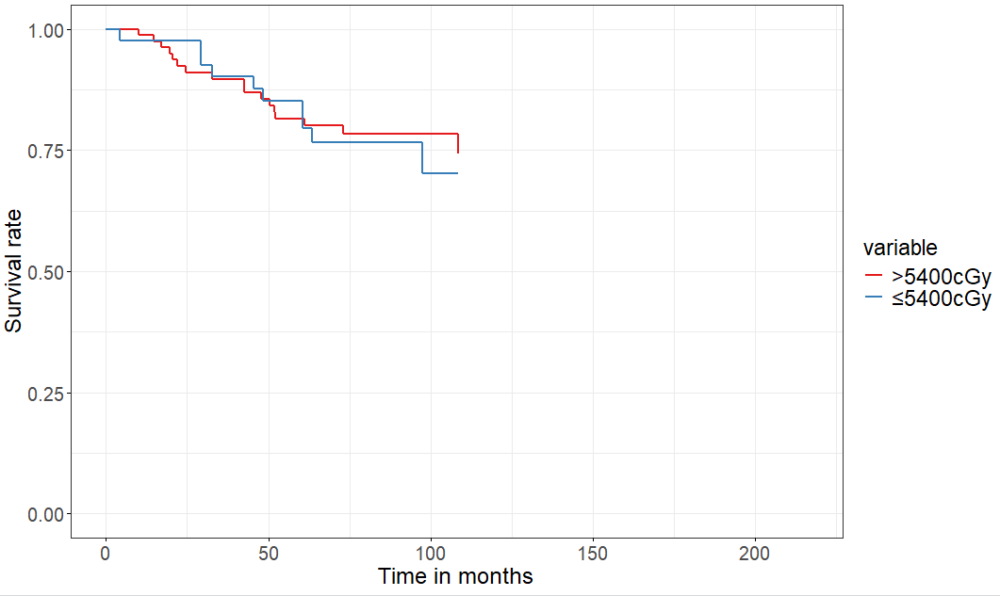 1.00
0.75
0.50
0.25
0.00
Survival rate
0 50 100 150 200
Time in months
variable
>5400cGy
≤5400cGy